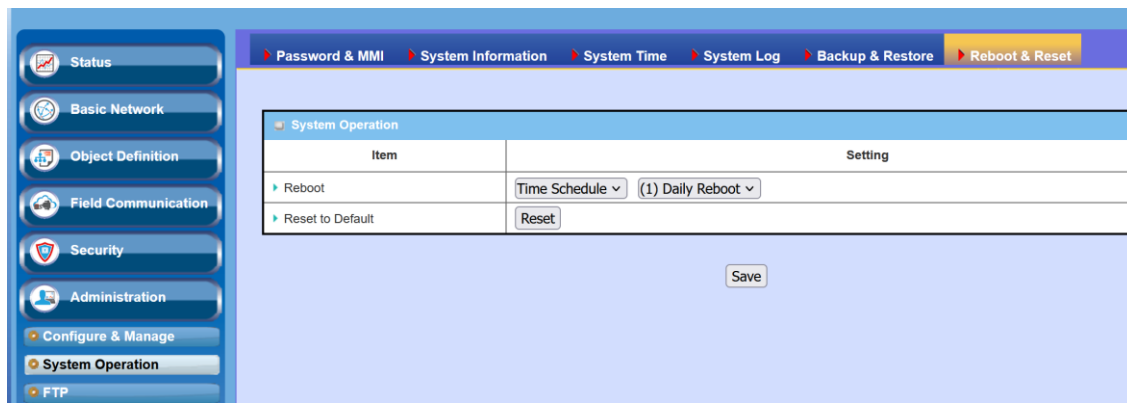 Status
Basic Network
Object Definition
Field Communication
Security
Administration
Configure & Manage
System Operation
FTP
Password & MMI System Information System Time System Log Backup & Restore Reboot & Reset
System Operation
Item Setting
Reboot Time Schedule (1) Daily Reboot
Reset to Default Reset
Save